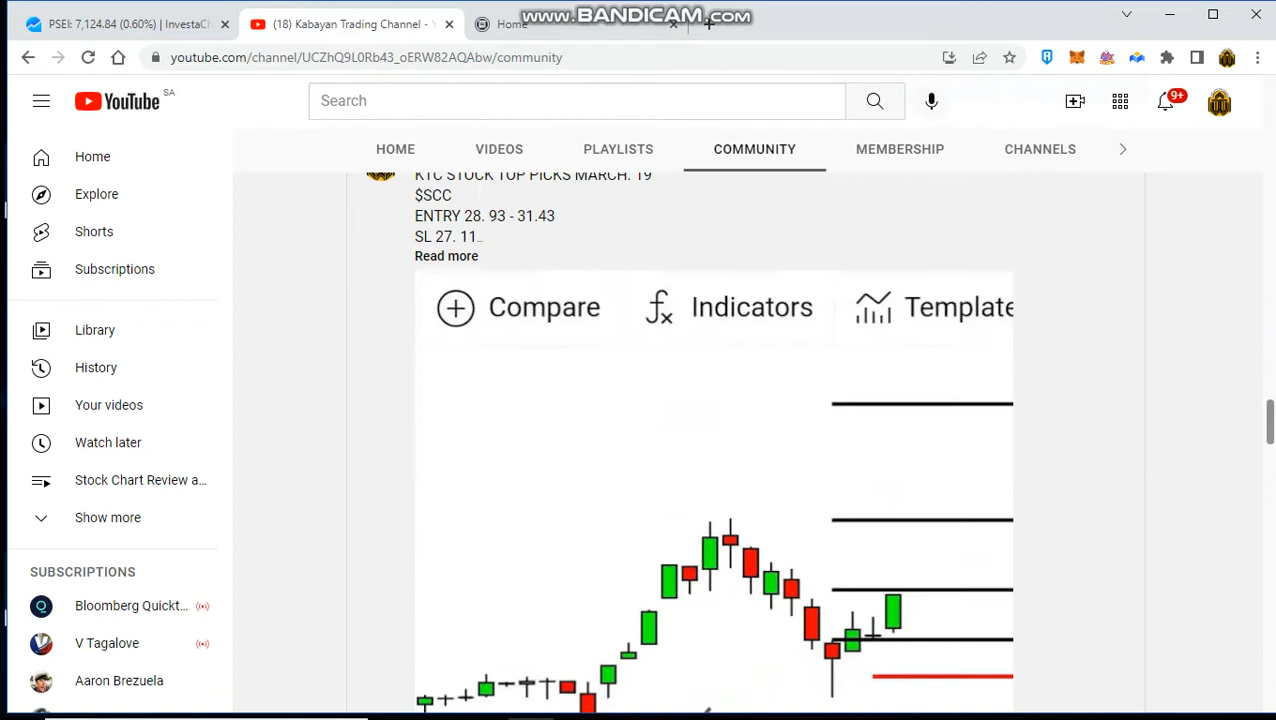 www.BANDICAM.com
PSEI: 7,124.84 (0.60%) | InvestaCh
(18) Kabayan Trading Channel -
Home
youtube.com/channel/UCZhQ9L0Rb43_oERW82AQAbw/community
YouTube SA
Search
9+
HOME
VIDEOS
PLAYLISTS
COMMUNITY
MEMBERSHIP
CHANNELS
Home
Explore
Shorts
Subscriptions
Library
History
Your videos
Watch later
Stock Chart Review a...
Show more
SUBSCRIPTIONS
Bloomberg Quickt...
V Tagalove
Aaron Brezuela
KTC STOCK TOP PICKS MARCH. 19
$SCC
ENTRY 28. 93 - 31.43
SL 27. 11..
Read more
Compare
Indicators
Template